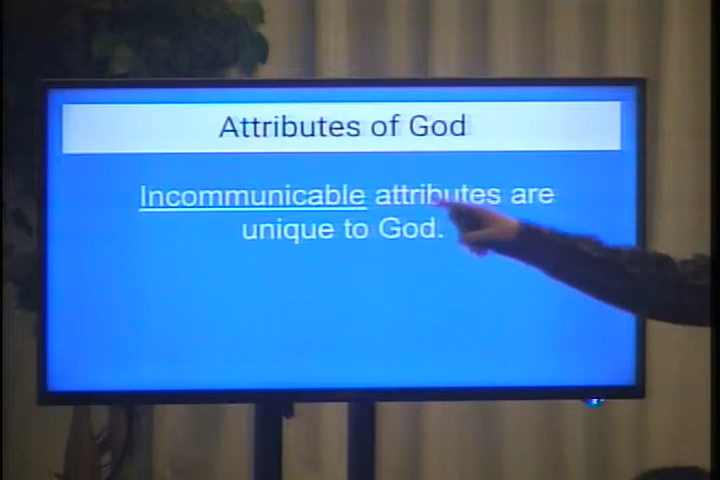 Attributes of God
Incommunicable attributes are
unique to God.